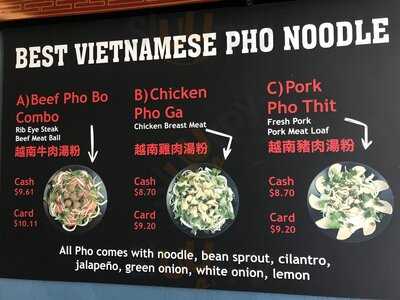 BEST VIETNAMESE PHO NOODLE
A)Beef Pho Bo
Combo
Rib Eye Steak
Beef Meat Ball
越南牛肉湯粉
Cash
$9.61
Card
$10.11
B)Chicken
Pho Ga
Chicken Breast Meat
越南雞肉湯粉
Cash
$8.70
Card
$9.20
C)Pork
Pho Thit
Fresh Pork
Pork Meat Loaf
越南豬肉湯粉
Cash
$8.70
Card
$9.20
All Pho comes with noodle, bean sprout, cilantro,
jalapeño, green onion, white onion, lemon